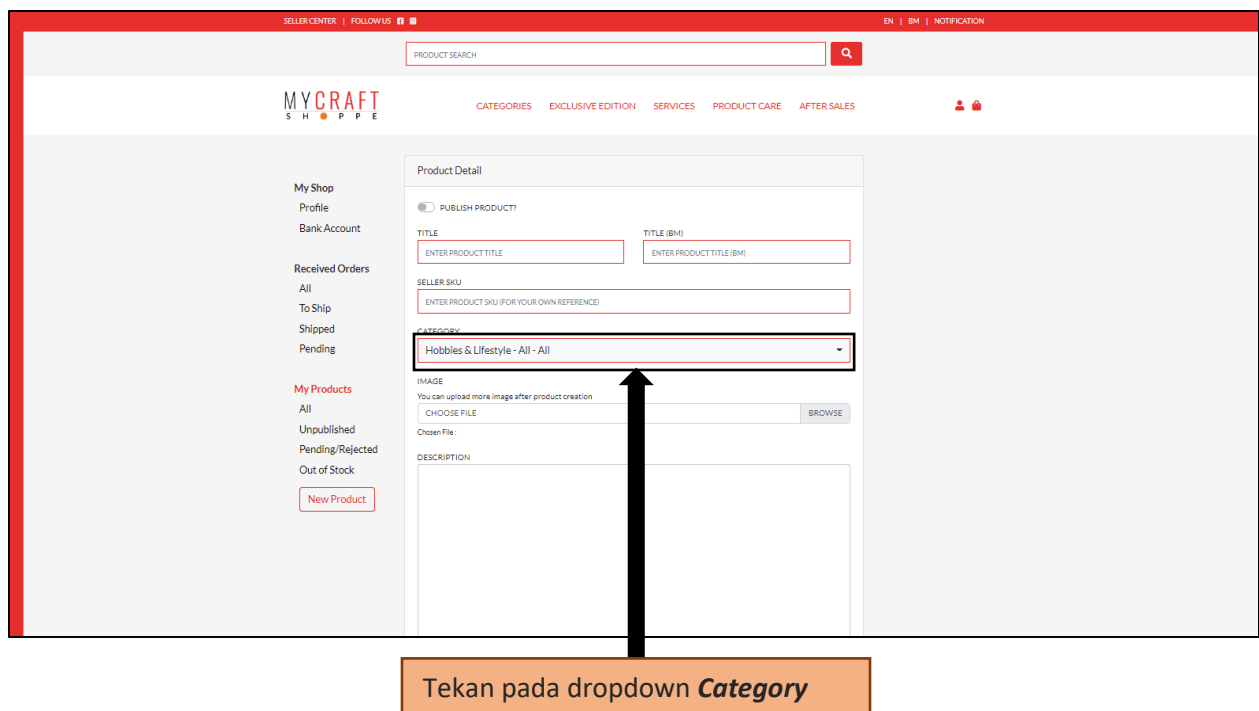 SELLER CENTER | FOLLOW US
EN | BM | NOTIFICATION
PRODUCT SEARCH
MYCRAFT
SHOPPE
CATEGORIES EXCLUSIVE EDITION SERVICES PRODUCT CARE AFTER SALES
My Shop
Profile
Bank Account
Received Orders
All
To Ship
Shipped
Pending
My Products
All
Unpublished
Pending/Rejected
Out of Stock
New Product
Product Detail
PUBLISH PRODUCT?
TITLE
ENTER PRODUCT TITLE
TITLE (BM)
ENTER PRODUCT TITLE (BM)
SELLER SKU
ENTER PRODUCT SKU (FOR YOUR OWN REFERENCE)
CATEGORY
Hobbies & Lifestyle - All - All
IMAGE
You can upload more image after product creation
CHOOSE FILE BROWSE
Chosen File :
DESCRIPTION
Tekan pada dropdown Category